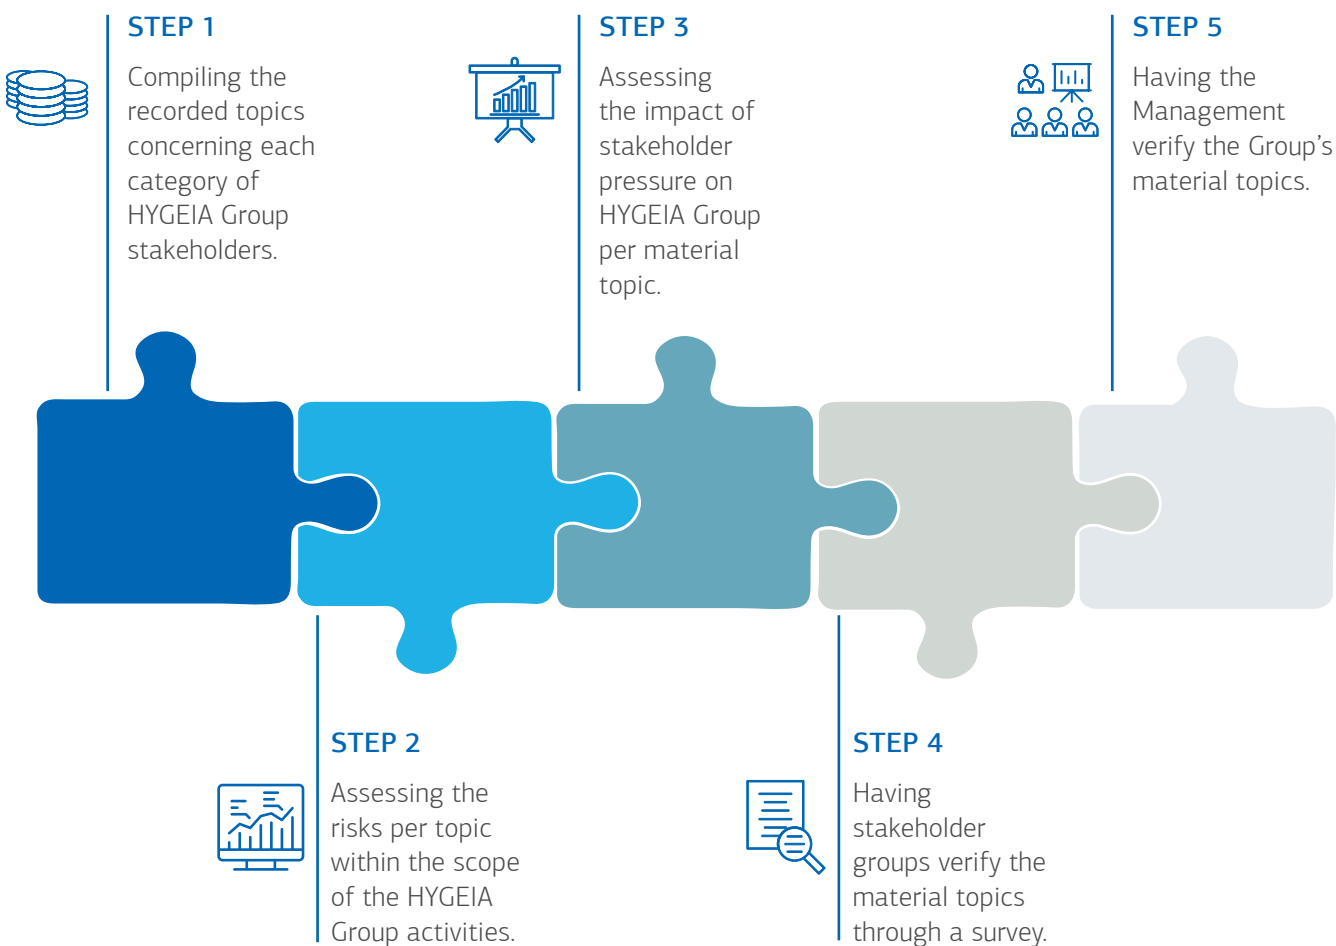 STEP 1
Compiling the
recorded topics
concerning each
category of
HYGEIA Group
stakeholders.
STEP 2
Assessing the
risks per topic
within the scope
of the HYGEIA
Group activities.
STEP 3
Assessing
the impact of
stakeholder
pressure on
HYGEIA Group
per material
topic.
STEP 4
Having
stakeholder
groups verify the
material topics
through a survey.
STEP 5
Having the
Management
verify the Group’s
material topics.